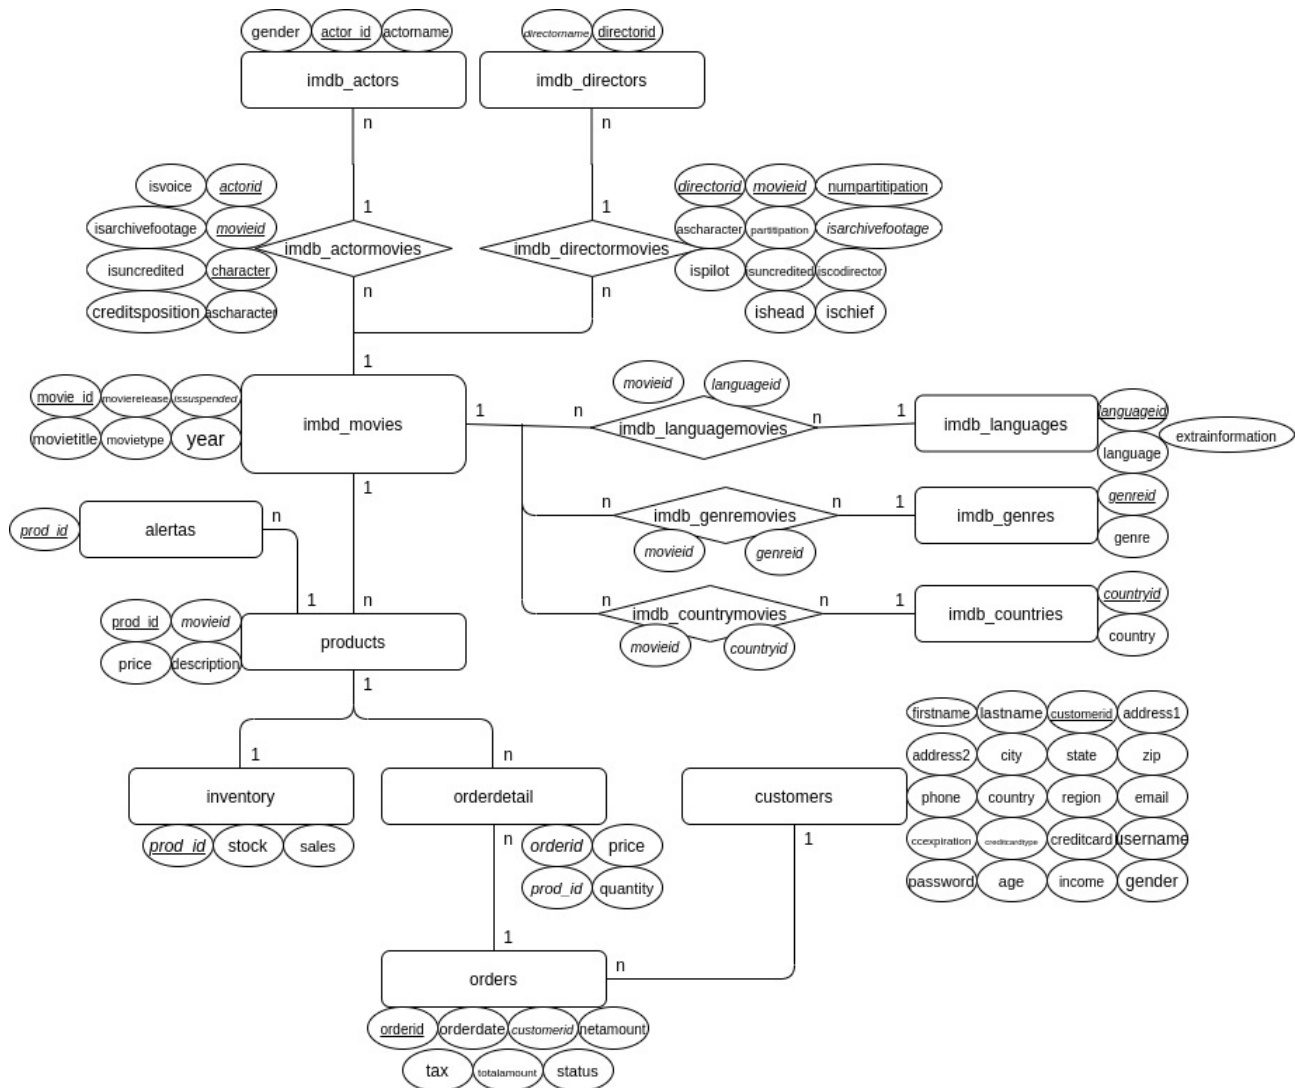 gender actor_id actorname directorname directorid
imdb_actors imdb_directors
n n
isvoice actorid directorid movieid numpartitipation
1 1
isarchivefootage movieid ascharacter partitipation isarchivefootage
imdb_actormovies imdb_directormovies
isuncredited character ispilot isuncredited iscodirector
n n
creditsposition ascharacter ishead ischief
1
movie_id movierelease issuspended movieid languageid
1 n n 1 languageid
imbd_movies imdb_languagemovies imdb_languages extrainformation
movietitle movietype year language
1 n n 1 genreid
alertas n imdb_genremovies imdb_genres
prod_id movieid genreid genre
1 n n n 1 countryid
prod_id movieid imdb_countrymovies imdb_countries
products movieid countryid country
price description
1
firstname lastname customerid address1
1 n address2 city state zip
inventory orderdetail customers phone country region email
n 1 ccexpiration creditcardtype creditcard username
prod_id stock sales orderid price
prod_id quantity password age income gender
1 n
orders
orderid orderdate customerid netamount
tax totalamount status